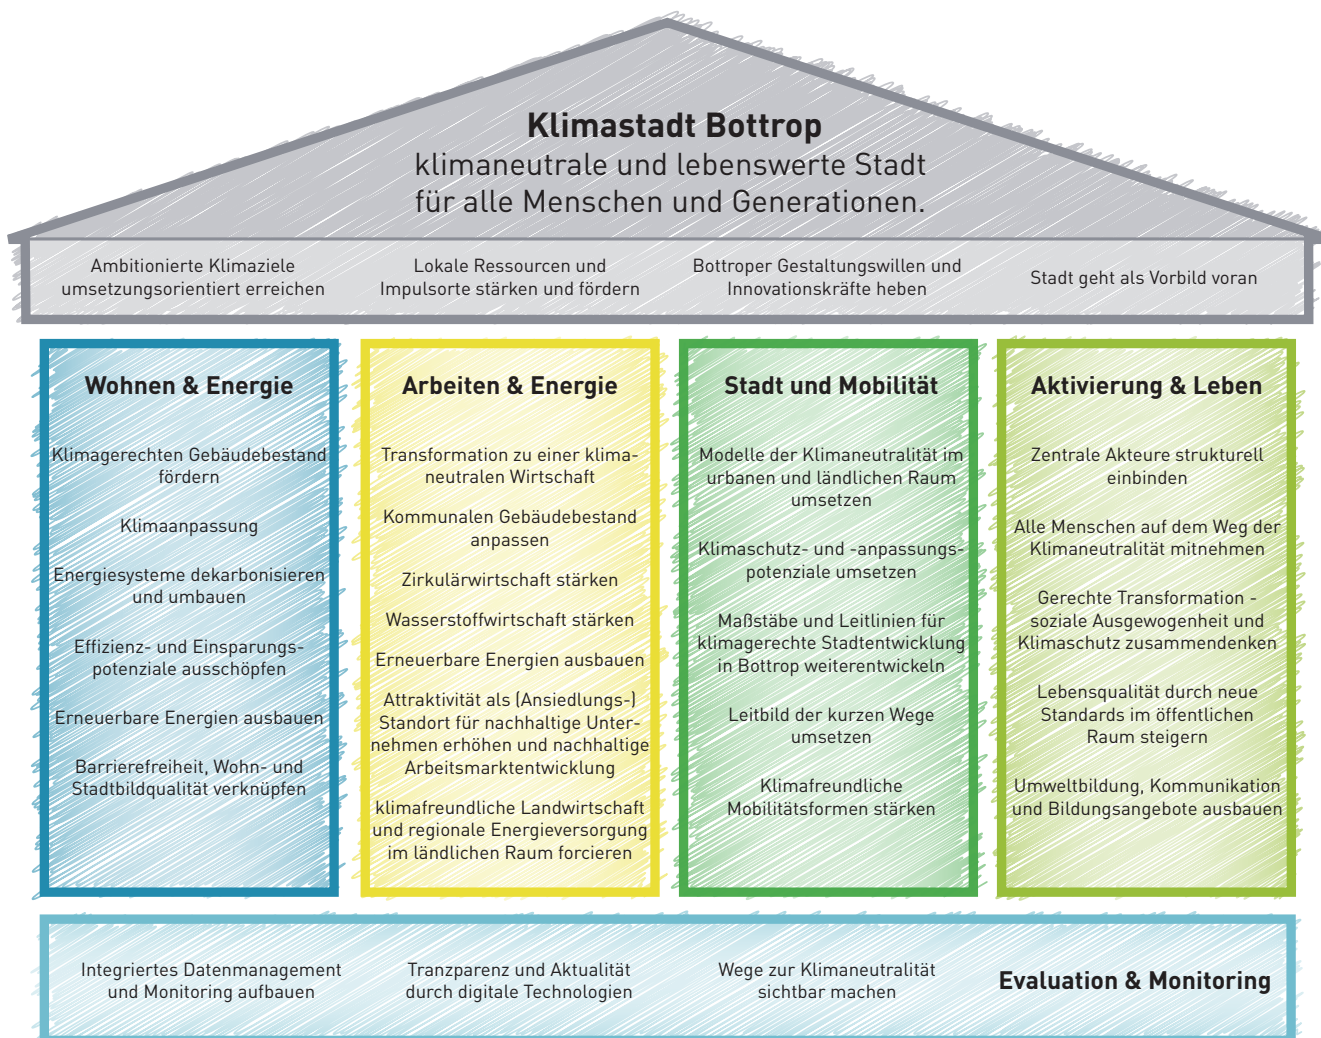 Klimastadt Bottrop
klimaneutrale und lebenswerte Stadt
für alle Menschen und Generationen.
Ambitionierte Klimaziele
umsetzungsorientiert erreichen
Lokale Ressourcen und
Impulsorte stärken und fördern
Bottroper Gestaltungswillen und
Innovationskräfte heben
Stadt geht als Vorbild voran
Wohnen & Energie
Klimagerechten Gebäudebestand
fördern
Klimaanpassung
Energiesysteme dekarbonisieren
und umbauen
Effizienz- und Einsparungs-
potenziale ausschöpfen
Erneuerbare Energien ausbauen
Barrierefreiheit, Wohn- und
Stadtbildqualität verknüpfen
Arbeiten & Energie
Transformation zu einer klima-
neutralen Wirtschaft
Kommunalen Gebäudebestand
anpassen
Zirkulärwirtschaft stärken
Wasserstoffwirtschaft stärken
Erneuerbare Energien ausbauen
Attraktivität als (Ansiedlungs-)
Standort für nachhaltige Unter-
nehmen erhöhen und nachhaltige
Arbeitsmarktentwicklung
klimafreundliche Landwirtschaft
und regionale Energieversorgung
im ländlichen Raum forcieren
Stadt und Mobilität
Modelle der Klimaneutralität im
urbanen und ländlichen Raum
umsetzen
Klimaschutz- und -anpassungs-
potenziale umsetzen
Maßstäbe und Leitlinien für
klimagerechte Stadtentwicklung
in Bottrop weiterentwickeln
Leitbild der kurzen Wege
umsetzen
Klimafreundliche
Mobilitätsformen stärken
Aktivierung & Leben
Zentrale Akteure strukturell
einbinden
Alle Menschen auf dem Weg der
Klimaneutralität mitnehmen
Gerechte Transformation -
soziale Ausgewogenheit und
Klimaschutz zusammendenken
Lebensqualität durch neue
Standards im öffentlichen
Raum steigern
Umweltbildung, Kommunikation
und Bildungsangebote ausbauen
Integriertes Datenmanagement
und Monitoring aufbauen
Tranzparenz und Aktualität
durch digitale Technologien
Wege zur Klimaneutralität
sichtbar machen
Evaluation & Monitoring